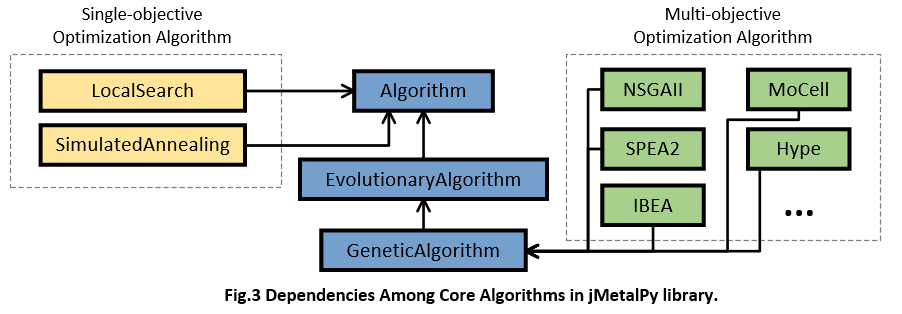 Single-objective
Optimization Algorithm
Multi-objective
Optimization Algorithm
LocalSearch
Algorithm
NSGAII
MoCell
SimulatedAnnealing
SPEA2
Hype
EvolutionaryAlgorithm
IBEA
...
GeneticAlgorithm
Fig.3 Dependencies Among Core Algorithms in jMetalPy library.